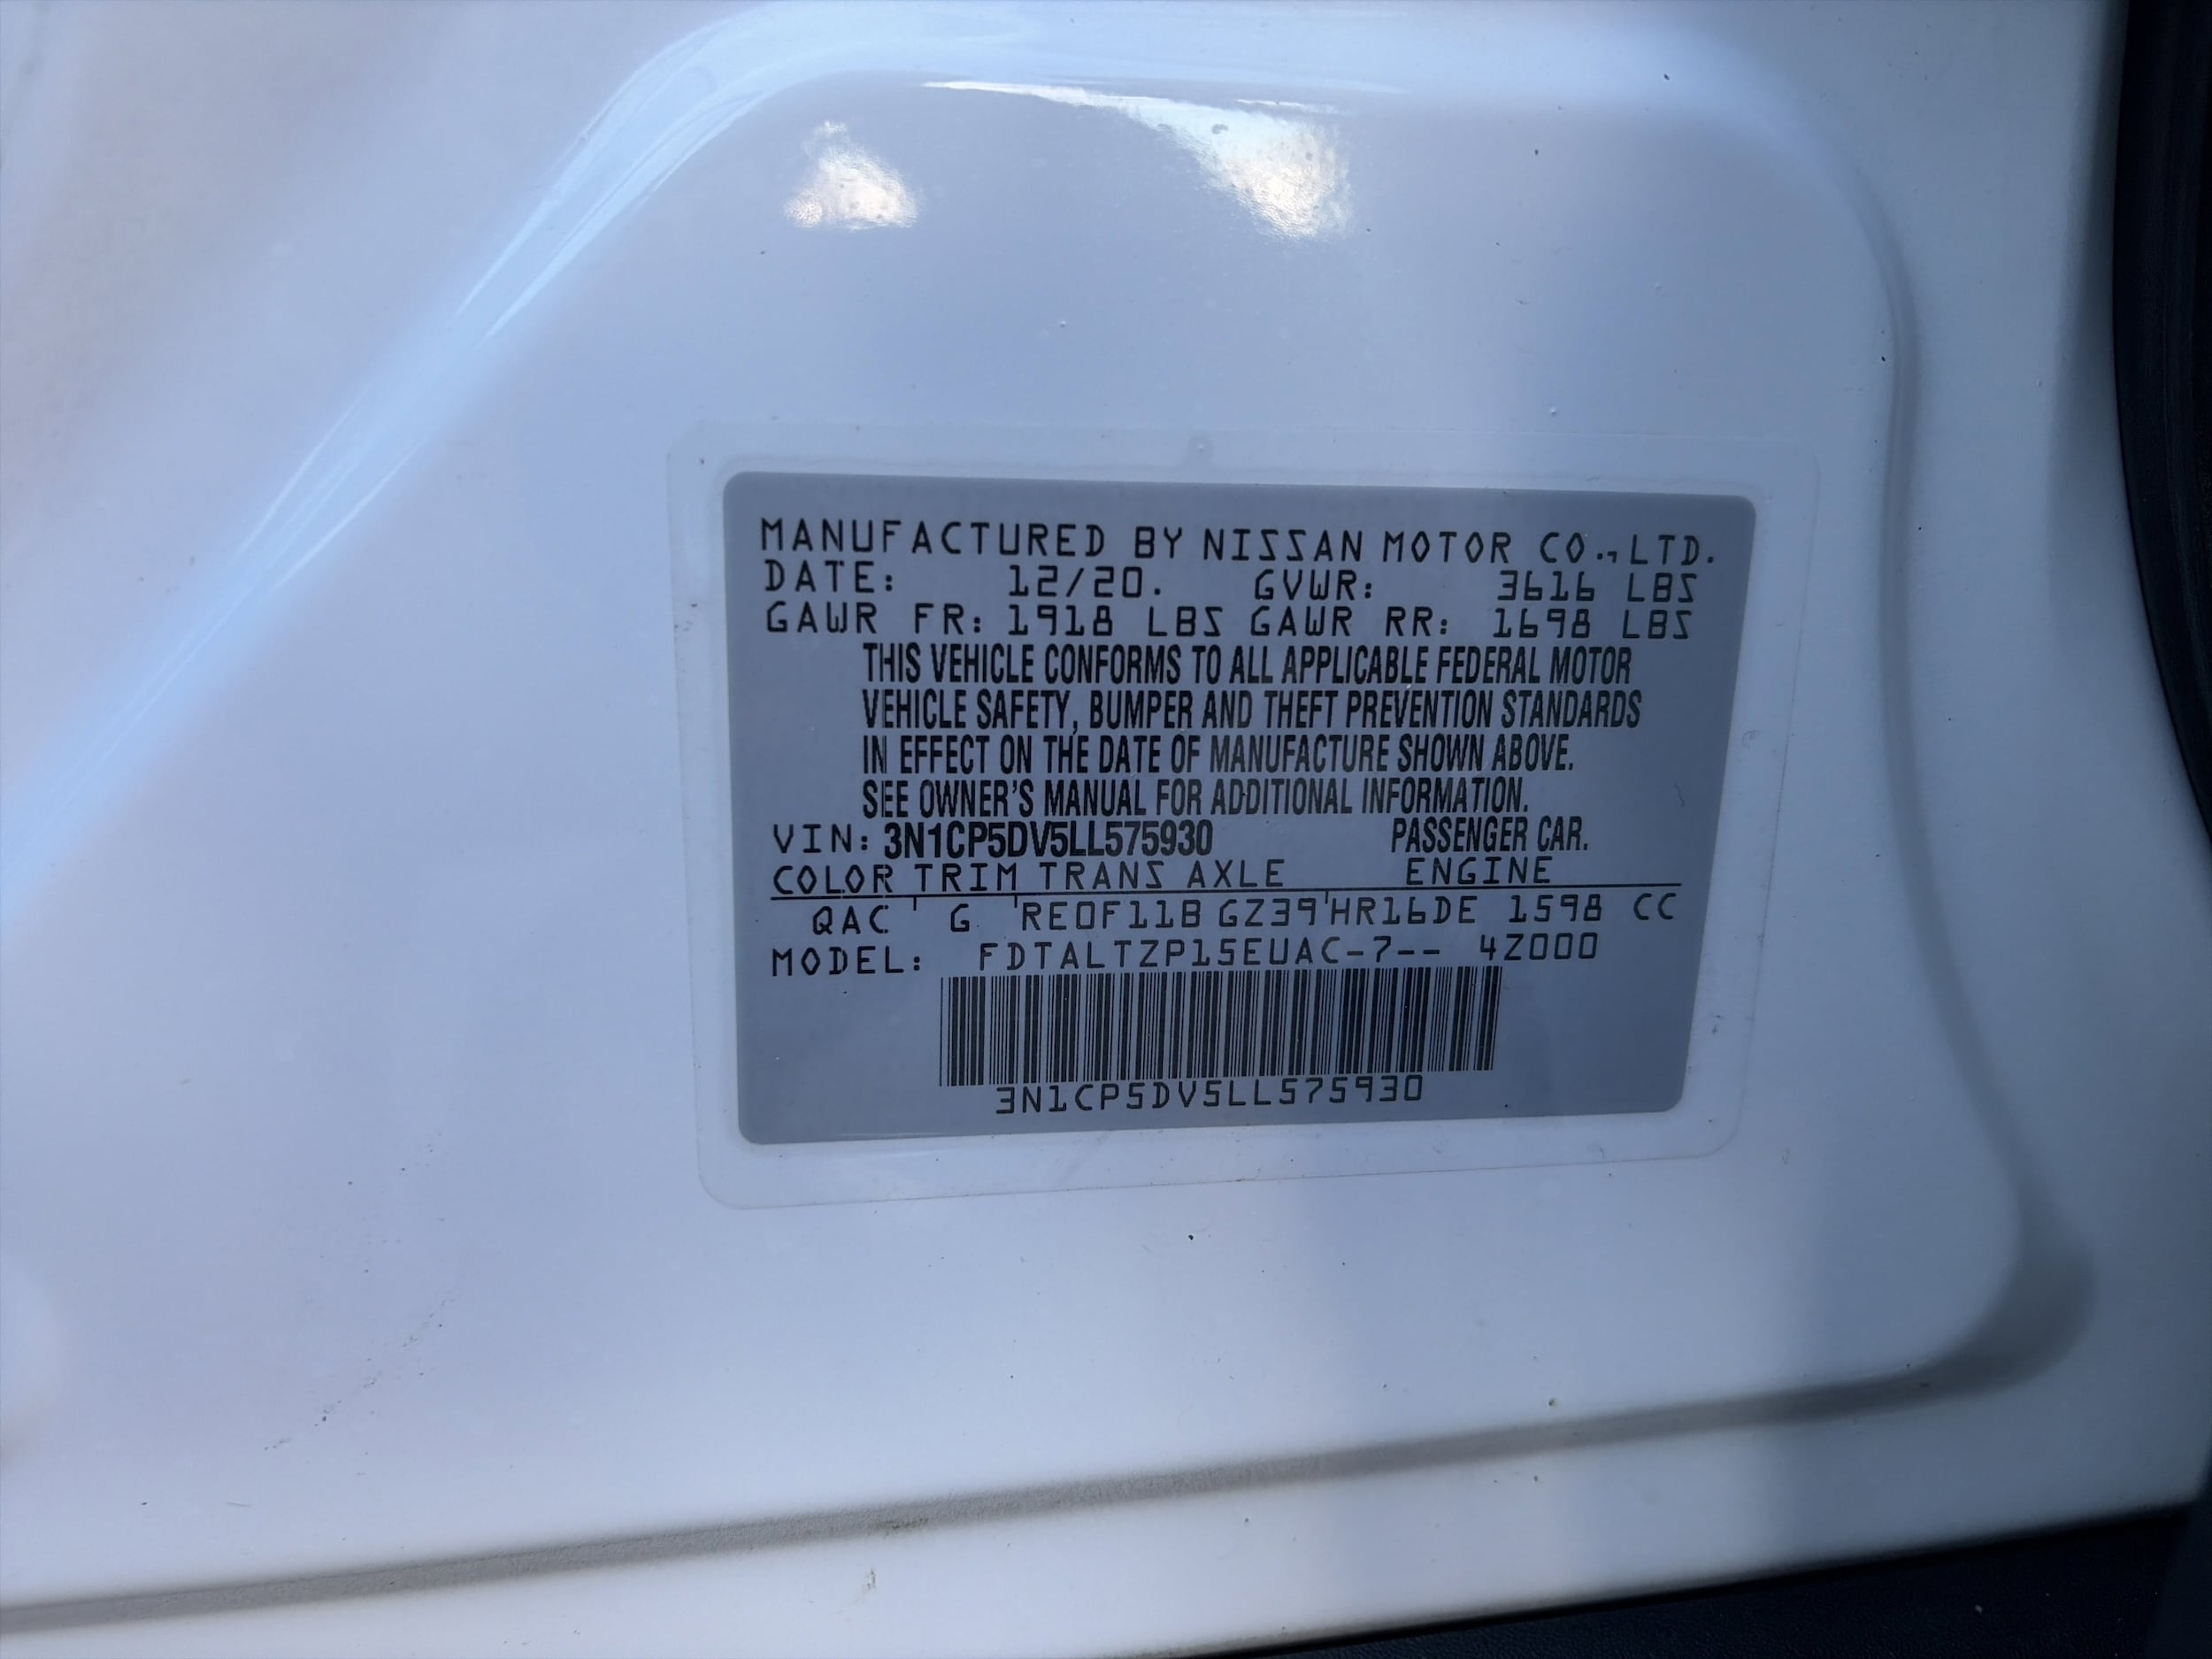 MANUFACTURED BY NISSAN MOTOR CO.,LTD.
DATE: 12/20. GVWR: 3616 LBS
GAWR FR: 1918 LBS GAWR RR: 1698 LBS
THIS VEHICLE CONFORMS TO ALL APPLICABLE FEDERAL MOTOR
VEHICLE SAFETY, BUMPER AND THEFT PREVENTION STANDARDS
IN EFFECT ON THE DATE OF MANUFACTURE SHOWN ABOVE.
SEE OWNER'S MANUAL FOR ADDITIONAL INFORMATION.
VIN: 3N1CP5DV5LL575930 PASSENGER CAR.
COLOR TRIM TRANS AXLE ENGINE
QAC G RE0F11B GZ39 HR16DE 1598 CC
MODEL: FDTALTZP15EUAC-7-- 4Z000
3N1CP5DV5LL575930